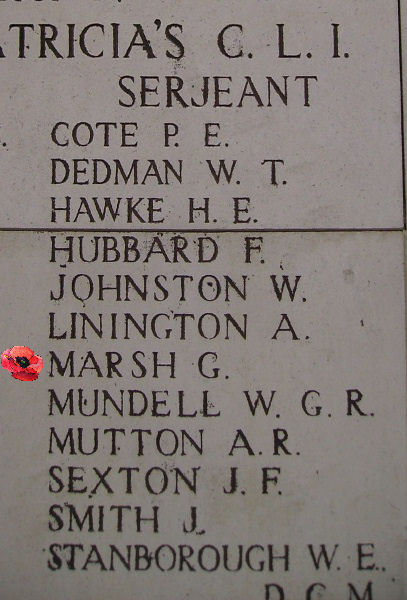 ATRICIA'S C. L. I.
SERJEANT
COTE P. E.
DEDMAN W. T.
HAWKE H. E.
HUBBARD F.
JOHNSTON W.
LININGTON A.
MARSH G.
MUNDELL W. G. R.
MUTTON A. R.
SEXTON J. F.
SMITH J.
STANBOROUGH W. E.,
D. C. M.